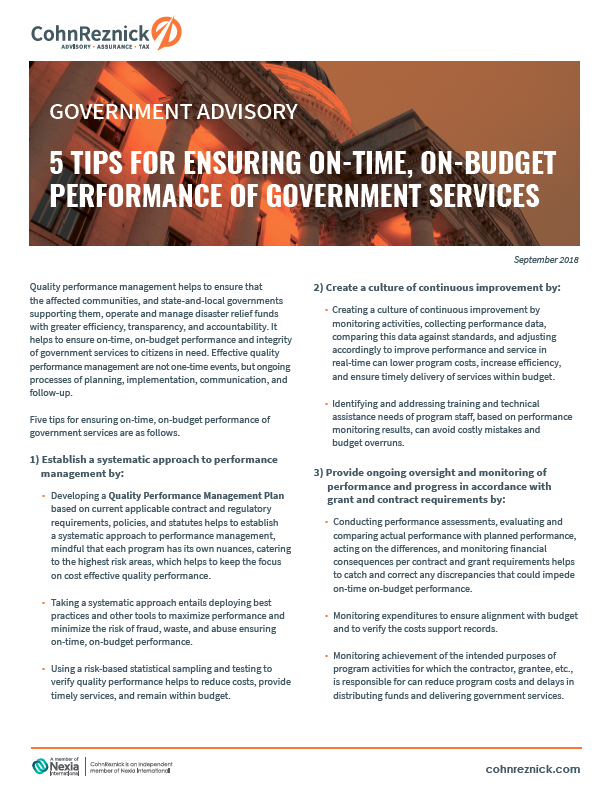 CohnReznick
ADVISORY • ASSURANCE • TAX
GOVERNMENT ADVISORY
5 TIPS FOR ENSURING ON-TIME, ON-BUDGET
PERFORMANCE OF GOVERNMENT SERVICES
September 2018
Quality performance management helps to ensure that
the affected communities, and state-and-local governments
supporting them, operate and manage disaster relief funds
with greater efficiency, transparency, and accountability. It
helps to ensure on-time, on-budget performance and integrity
of government services to citizens in need. Effective quality
performance management are not one-time events, but ongoing
processes of planning, implementation, communication, and
follow-up.
Five tips for ensuring on-time, on-budget performance of
government services are as follows.
1) Establish a systematic approach to performance
management by:
• Developing a Quality Performance Management Plan
based on current applicable contract and regulatory
requirements, policies, and statutes helps to establish
a systematic approach to performance management,
mindful that each program has its own nuances, catering
to the highest risk areas, which helps to keep the focus
on cost effective quality performance.
• Taking a systematic approach entails deploying best
practices and other tools to maximize performance and
minimize the risk of fraud, waste, and abuse ensuring
on-time, on-budget performance.
• Using a risk-based statistical sampling and testing to
verify quality performance helps to reduce costs, provide
timely services, and remain within budget.
2) Create a culture of continuous improvement by:
• Creating a culture of continuous improvement by
monitoring activities, collecting performance data,
comparing this data against standards, and adjusting
accordingly to improve performance and service in
real-time can lower program costs, increase efficiency,
and ensure timely delivery of services within budget.
• Identifying and addressing training and technical
assistance needs of program staff, based on performance
monitoring results, can avoid costly mistakes and
budget overruns.
3) Provide ongoing oversight and monitoring of
performance and progress in accordance with
grant and contract requirements by:
• Conducting performance assessments, evaluating and
comparing actual performance with planned performance,
acting on the differences, and monitoring financial
consequences per contract and grant requirements helps
to catch and correct any discrepancies that could impede
on-time on-budget performance.
• Monitoring expenditures to ensure alignment with budget
and to verify the costs support records.
• Monitoring achievement of the intended purposes of
program activities for which the contractor, grantee, etc.,
is responsible for can reduce program costs and delays in
distributing funds and delivering government services.
A member of
Nexia
International
CohnReznick is an independent
member of Nexia International
cohnreznick.com